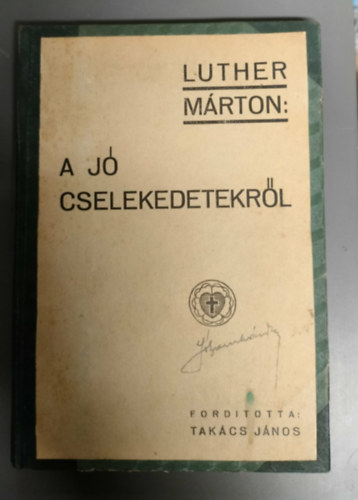 LUTHER
MÁRTON:
A JÓ
CSELEKEDETEKRŐL
FORDITOTTA:
TAKÁCS JÁNOS